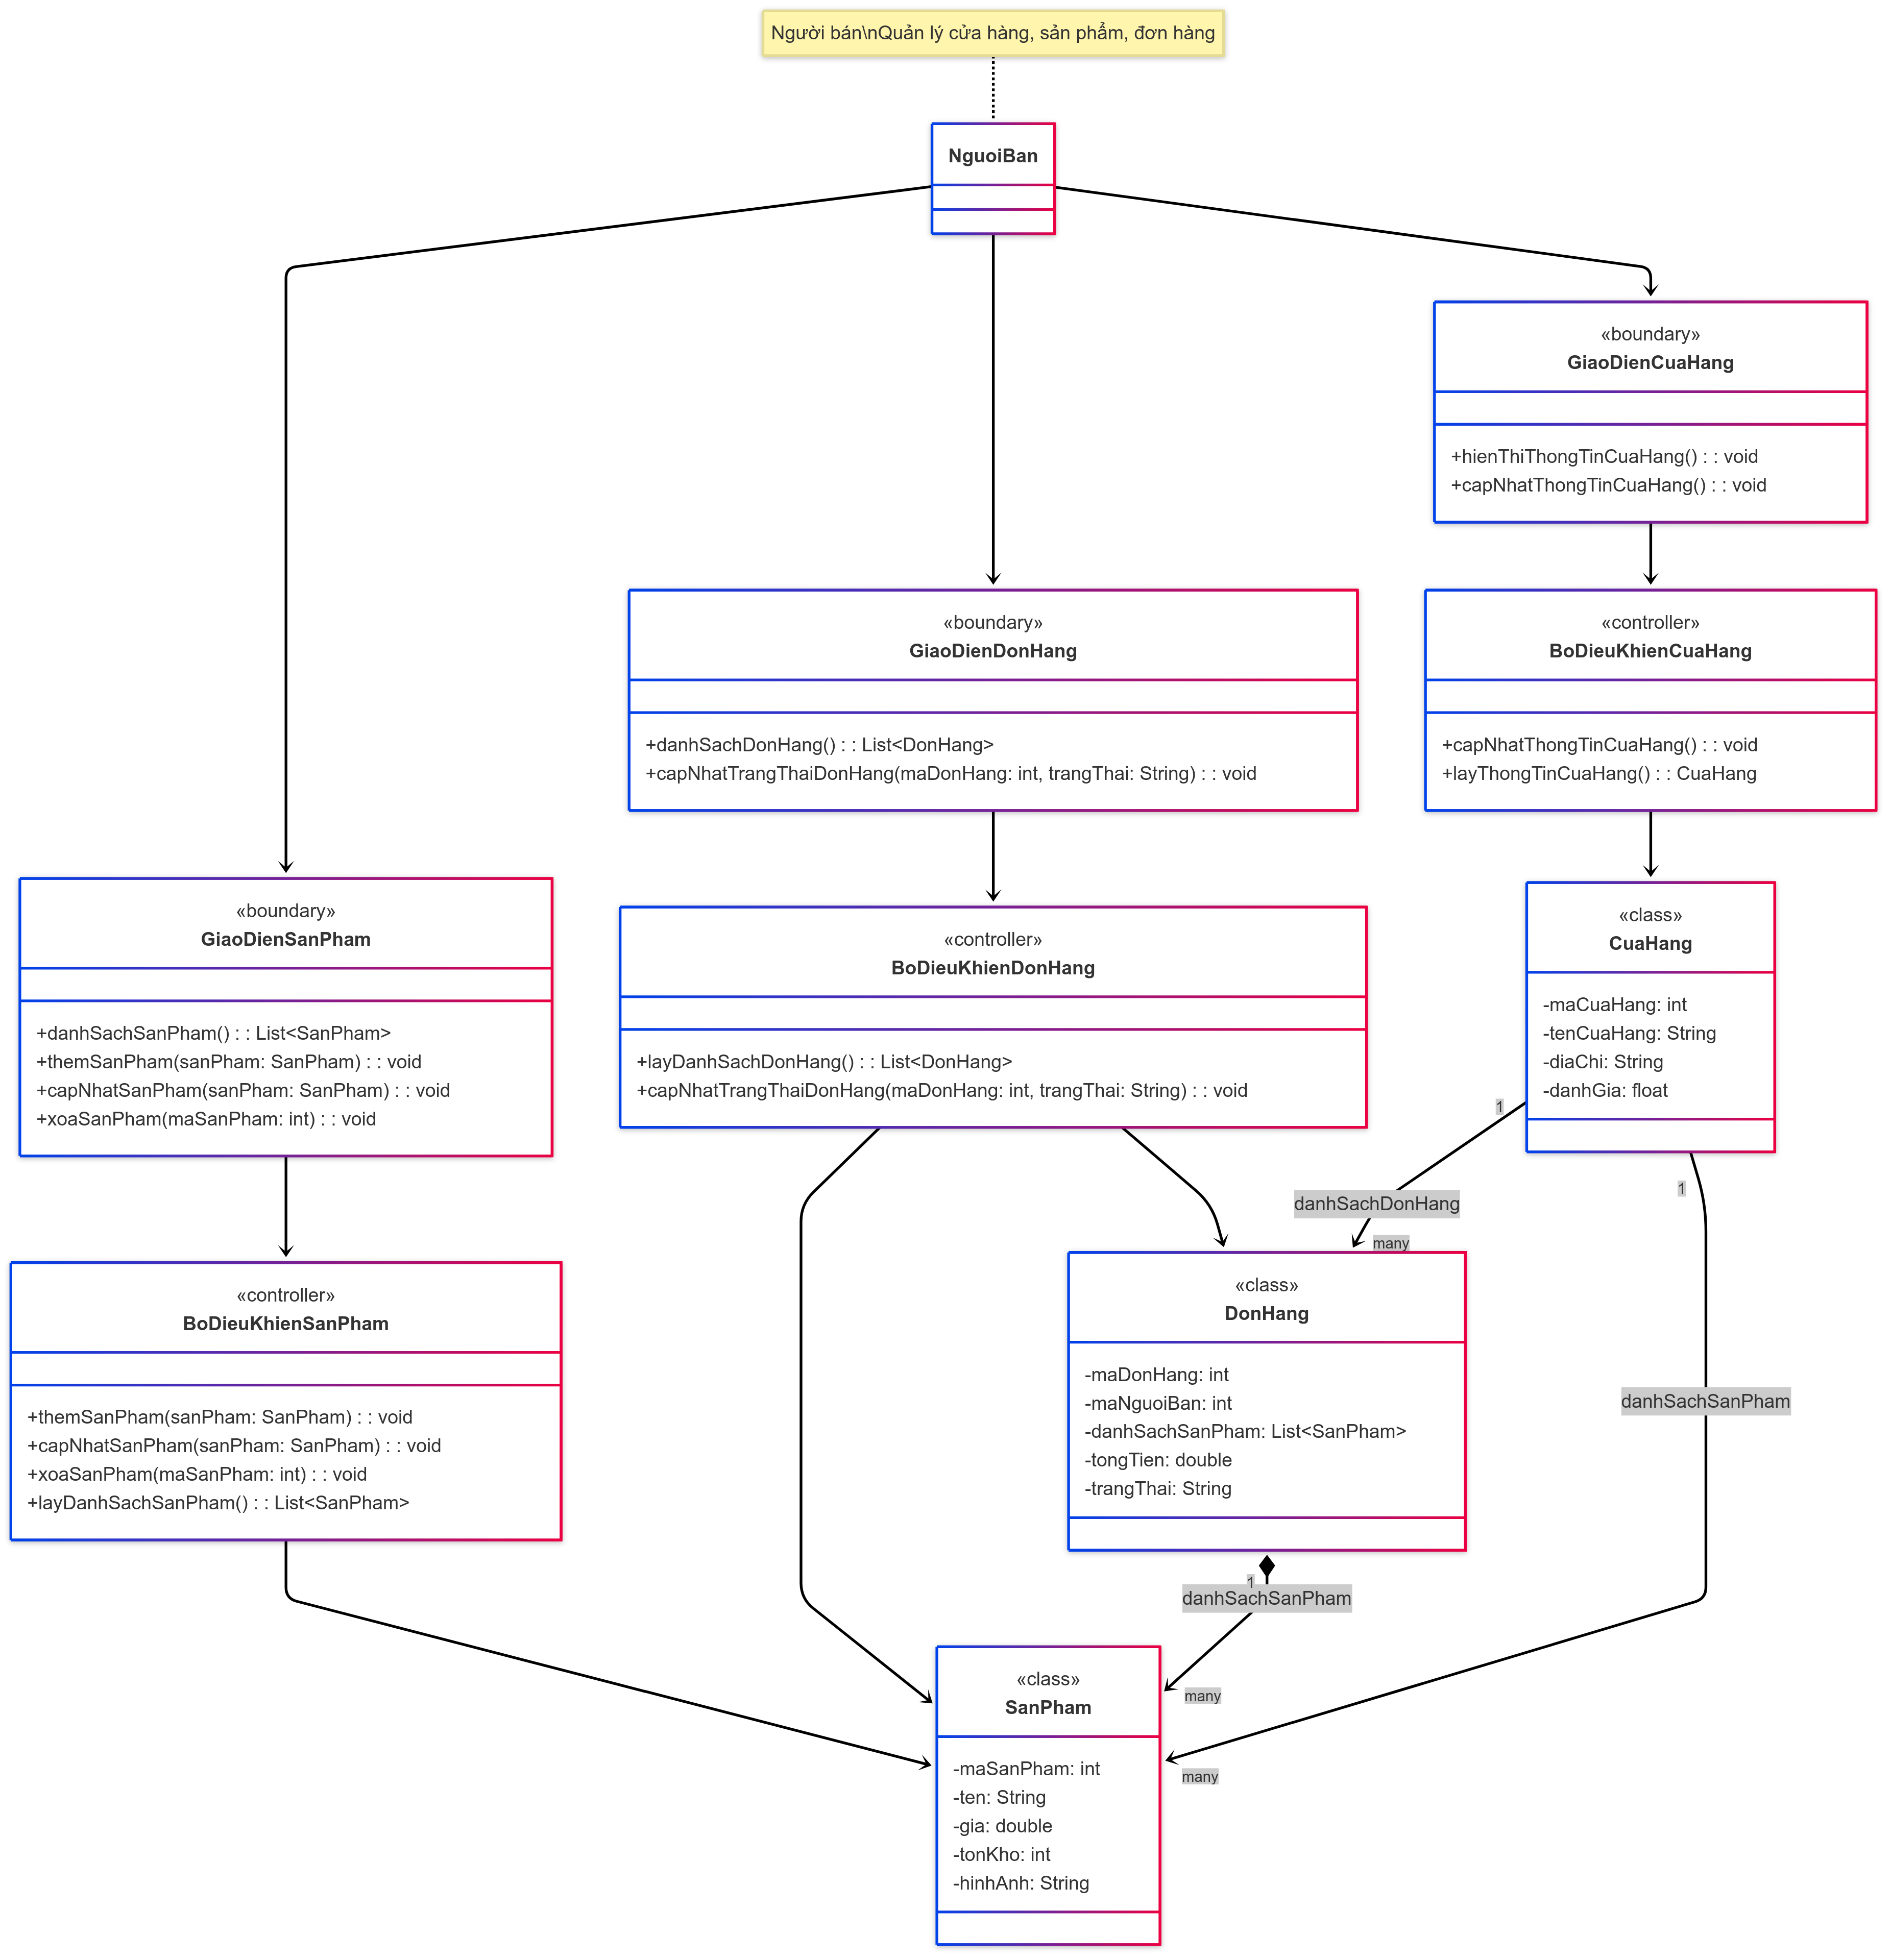 Người bán\nQuản lý cửa hàng, sản phẩm, đơn hàng
NguoiBan
«boundary»
GiaoDienCuaHang
+hienThiThongTinCuaHang() : : void
+capNhatThongTinCuaHang() : : void
«boundary»
GiaoDienDonHang
+danhSachDonHang() : : List<DonHang>
+capNhatTrangThaiDonHang(maDonHang: int, trangThai: String) : : void
«controller»
BoDieuKhienCuaHang
+capNhatThongTinCuaHang() : : void
+layThongTinCuaHang() : : CuaHang
«boundary»
GiaoDienSanPham
+danhSachSanPham() : : List<SanPham>
+themSanPham(sanPham: SanPham) : : void
+capNhatSanPham(sanPham: SanPham) : : void
+xoaSanPham(maSanPham: int) : : void
«controller»
BoDieuKhienDonHang
+layDanhSachDonHang() : : List<DonHang>
+capNhatTrangThaiDonHang(maDonHang: int, trangThai: String) : : void
«class»
CuaHang
-maCuaHang: int
-tenCuaHang: String
-diaChi: String
-danhGia: float
1
danhSachDonHang
many
1
danhSachSanPham
many
«controller»
BoDieuKhienSanPham
+themSanPham(sanPham: SanPham) : : void
+capNhatSanPham(sanPham: SanPham) : : void
+xoaSanPham(maSanPham: int) : : void
+layDanhSachSanPham() : : List<SanPham>
«class»
DonHang
-maDonHang: int
-maNguoiBan: int
-danhSachSanPham: List<SanPham>
-tongTien: double
-trangThai: String
1
danhSachSanPham
many
«class»
SanPham
-maSanPham: int
-ten: String
-gia: double
-tonKho: int
-hinhAnh: String